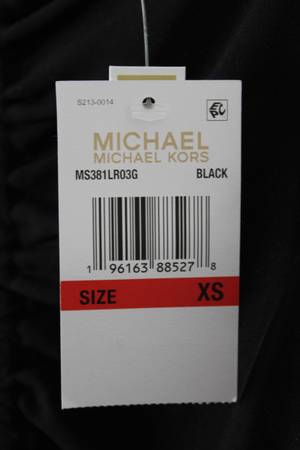 S213-0014
MICHAEL
MICHAEL KORS
MS381LR03G BLACK
1 96163 88527 8
SIZE XS